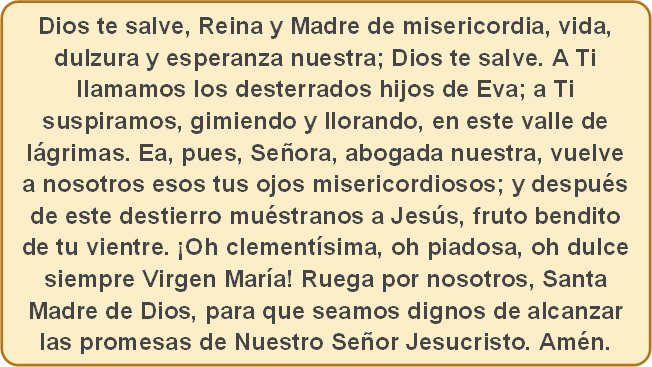 Dios te salve, Reina y Madre de misericordia, vida,
dulzura y esperanza nuestra; Dios te salve. A Ti
llamamos los desterrados hijos de Eva; a Ti
suspiramos, gimiendo y llorando, en este valle de
lágrimas. Ea, pues, Señora, abogada nuestra, vuelve
a nosotros esos tus ojos misericordiosos; y después
de este destierro muéstranos a Jesús, fruto bendito
de tu vientre. ¡Oh clementísima, oh piadosa, oh dulce
siempre Virgen María! Ruega por nosotros, Santa
Madre de Dios, para que seamos dignos de alcanzar
las promesas de Nuestro Señor Jesucristo. Amén.